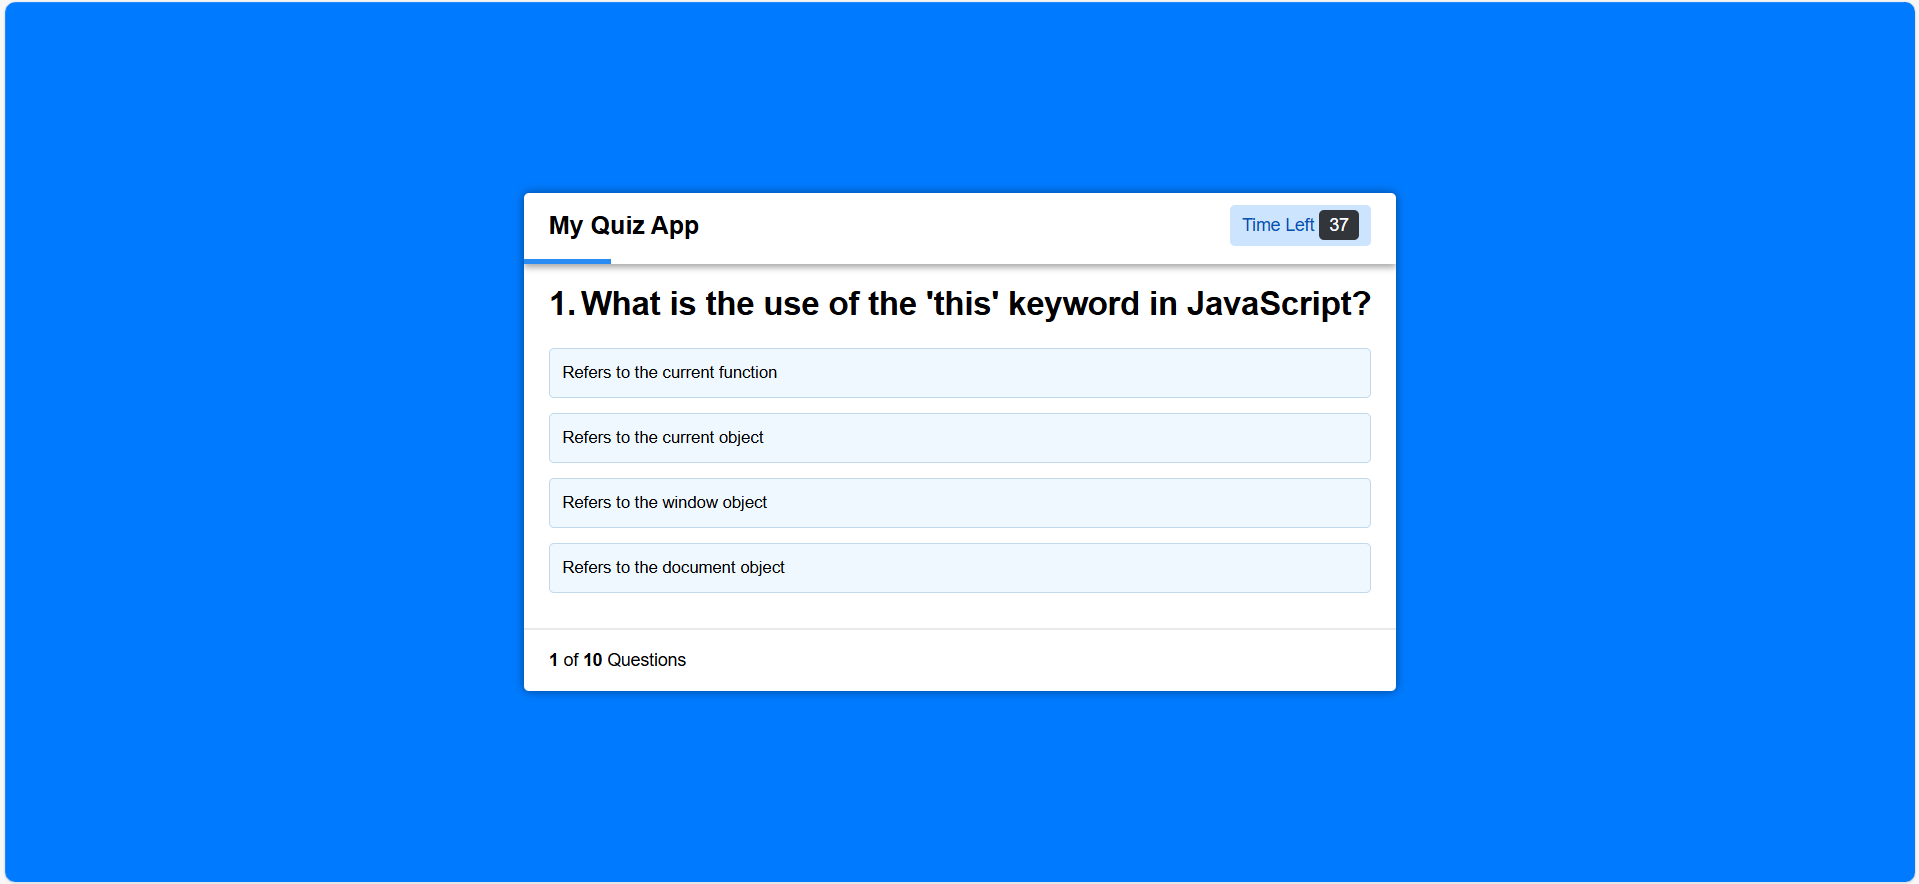 My Quiz App
Time Left 37
1. What is the use of the 'this' keyword in JavaScript?
Refers to the current function
Refers to the current object
Refers to the window object
Refers to the document object
1 of 10 Questions